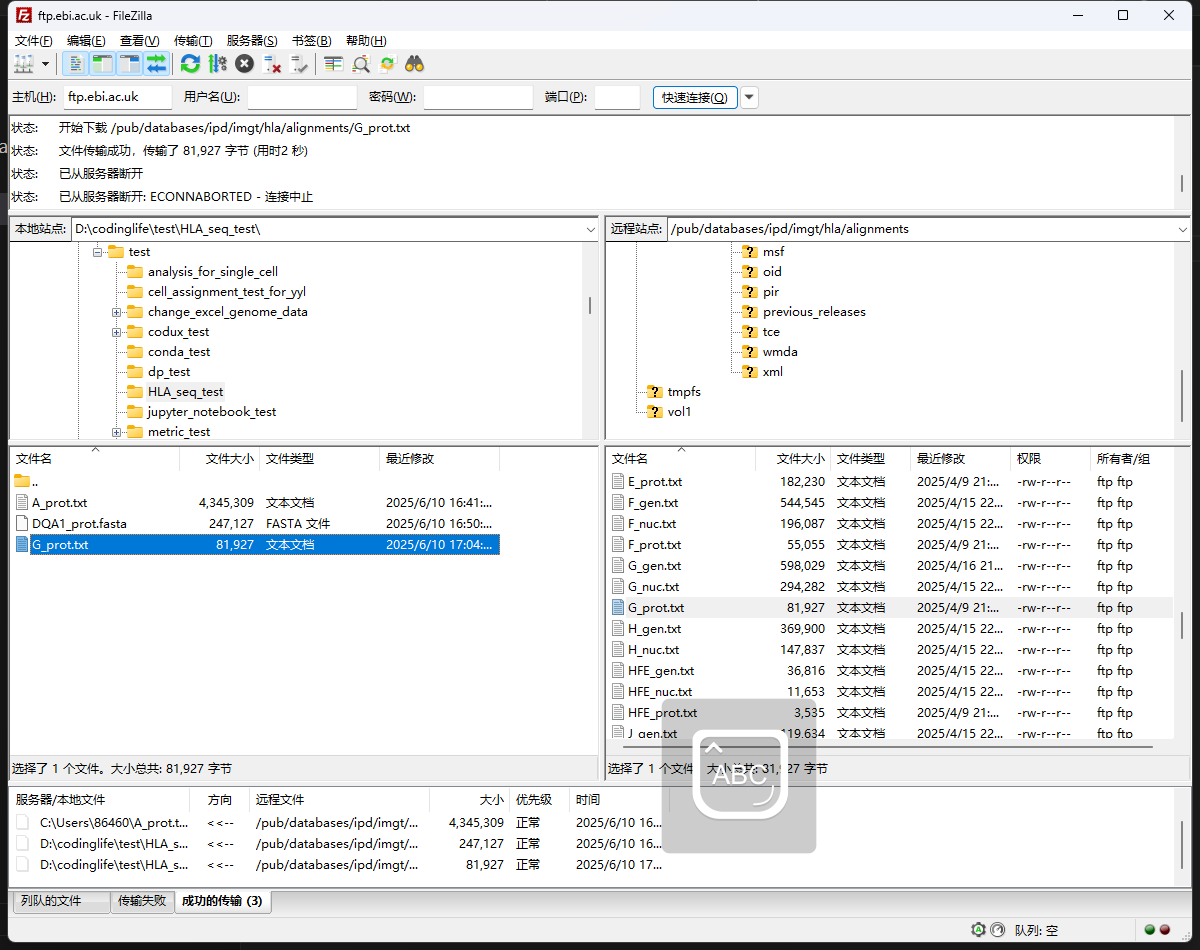 ftp.ebi.ac.uk - FileZilla
文件(F) 编辑(E) 查看(V) 传输(T) 服务器(S) 书签(B) 帮助(H)
主机(H): ftp.ebi.ac.uk 用户名(U): 密码(W): 端口(P): 快速连接(Q)
状态: 开始下载 /pub/databases/ipd/imgt/hla/alignments/G_prot.txt
状态: 文件传输成功，传输了 81,927 字节 (用时2 秒)
状态: 已从服务器断开
状态: 已从服务器断开: ECONNABORTED - 连接中止
本地站点: D:\codinglife\test\HLA_seq_test\
test
analysis_for_single_cell
cell_assignment_test_for_yyl
change_excel_genome_data
codux_test
conda_test
dp_test
HLA_seq_test
jupyter_notebook_test
metric_test
远程站点: /pub/databases/ipd/imgt/hla/alignments
msf
oid
pir
previous_releases
tce
wmda
xml
tmpfs
vol1
文件名 文件大小 文件类型 最近修改
..
A_prot.txt 4,345,309 文本文档 2025/6/10 16:41:...
DQA1_prot.fasta 247,127 FASTA 文件 2025/6/10 16:50:...
G_prot.txt 81,927 文本文档 2025/6/10 17:04:...
选择了 1 个文件。大小总共: 81,927 字节
文件名 文件大小 文件类型 最近修改 权限 所有者/组
E_prot.txt 182,230 文本文档 2025/4/9 21:... -rw-r--r-- ftp ftp
F_gen.txt 544,545 文本文档 2025/4/15 22... -rw-r--r-- ftp ftp
F_nuc.txt 196,087 文本文档 2025/4/15 22... -rw-r--r-- ftp ftp
F_prot.txt 55,055 文本文档 2025/4/9 21:... -rw-r--r-- ftp ftp
G_gen.txt 598,029 文本文档 2025/4/16 21... -rw-r--r-- ftp ftp
G_nuc.txt 294,282 文本文档 2025/4/15 22... -rw-r--r-- ftp ftp
G_prot.txt 81,927 文本文档 2025/4/9 21:... -rw-r--r-- ftp ftp
H_gen.txt 369,900 文本文档 2025/4/15 22... -rw-r--r-- ftp ftp
H_nuc.txt 147,837 文本文档 2025/4/15 22... -rw-r--r-- ftp ftp
HFE_gen.txt 36,816 文本文档 2025/4/15 22... -rw-r--r-- ftp ftp
HFE_nuc.txt 11,653 文本文档 2025/4/15 22... -rw-r--r-- ftp ftp
HFE_prot.txt 3,535 文本文档 2025/4/9 21:... -rw-r--r-- ftp ftp
J_gen.txt 119,634 文本文档 2025/4/15 22... -rw-r--r-- ftp ftp
选择了 1 个文件。大小总共: 81,927 字节
ABC
服务器/本地文件 方向 远程文件 大小 优先级 时间
C:\Users\86460\A_prot.t... <<-- /pub/databases/ipd/imgt/... 4,345,309 正常 2025/6/10 16...
D:\codinglife\test\HLA_s... <<-- /pub/databases/ipd/imgt/... 247,127 正常 2025/6/10 16...
D:\codinglife\test\HLA_s... <<-- /pub/databases/ipd/imgt/... 81,927 正常 2025/6/10 17...
列队的文件 传输失败 成功的传输 (3)
队列: 空